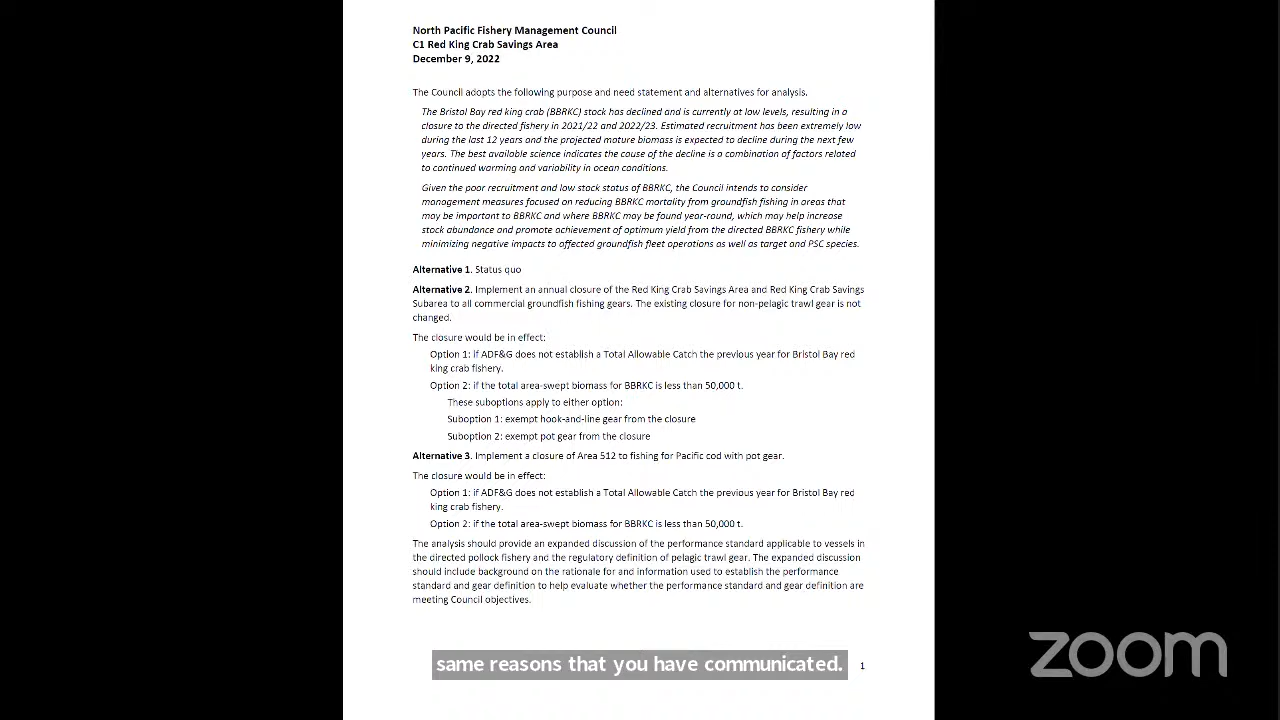 North Pacific Fishery Management Council
C1 Red King Crab Savings Area
December 9, 2022
The Council adopts the following purpose and need statement and alternatives for analysis.
The Bristol Bay red king crab (BBRKC) stock has declined and is currently at low levels, resulting in a
closure to the directed fishery in 2021/22 and 2022/23. Estimated recruitment has been extremely low
during the last 12 years and the projected mature biomass is expected to decline during the next few
years. The best available science indicates the cause of the decline is a combination of factors related
to continued warming and variability in ocean conditions.
Given the poor recruitment and low stock status of BBRKC, the Council intends to consider
management measures focused on reducing BBRKC mortality from groundfish fishing in areas that
may be important to BBRKC and where BBRKC may be found year-round, which may help increase
stock abundance and promote achievement of optimum yield from the directed BBRKC fishery while
minimizing negative impacts to affected groundfish fleet operations as well as target and PSC species.
Alternative 1. Status quo
Alternative 2. Implement an annual closure of the Red King Crab Savings Area and Red King Crab Savings
Subarea to all commercial groundfish fishing gears. The existing closure for non-pelagic trawl gear is not
changed.
The closure would be in effect:
Option 1: if ADF&G does not establish a Total Allowable Catch the previous year for Bristol Bay red
king crab fishery.
Option 2: if the total area-swept biomass for BBRKC is less than 50,000 t.
These suboptions apply to either option:
Suboption 1: exempt hook-and-line gear from the closure
Suboption 2: exempt pot gear from the closure
Alternative 3. Implement a closure of Area 512 to fishing for Pacific cod with pot gear.
The closure would be in effect:
Option 1: if ADF&G does not establish a Total Allowable Catch the previous year for Bristol Bay red
king crab fishery.
Option 2: if the total area-swept biomass for BBRKC is less than 50,000 t.
The analysis should provide an expanded discussion of the performance standard applicable to vessels in
the directed pollock fishery and the regulatory definition of pelagic trawl gear. The expanded discussion
should include background on the rationale for and information used to establish the performance
standard and gear definition to help evaluate whether the performance standard and gear definition are
meeting Council objectives.
same reasons that you have communicated.
1
zoom